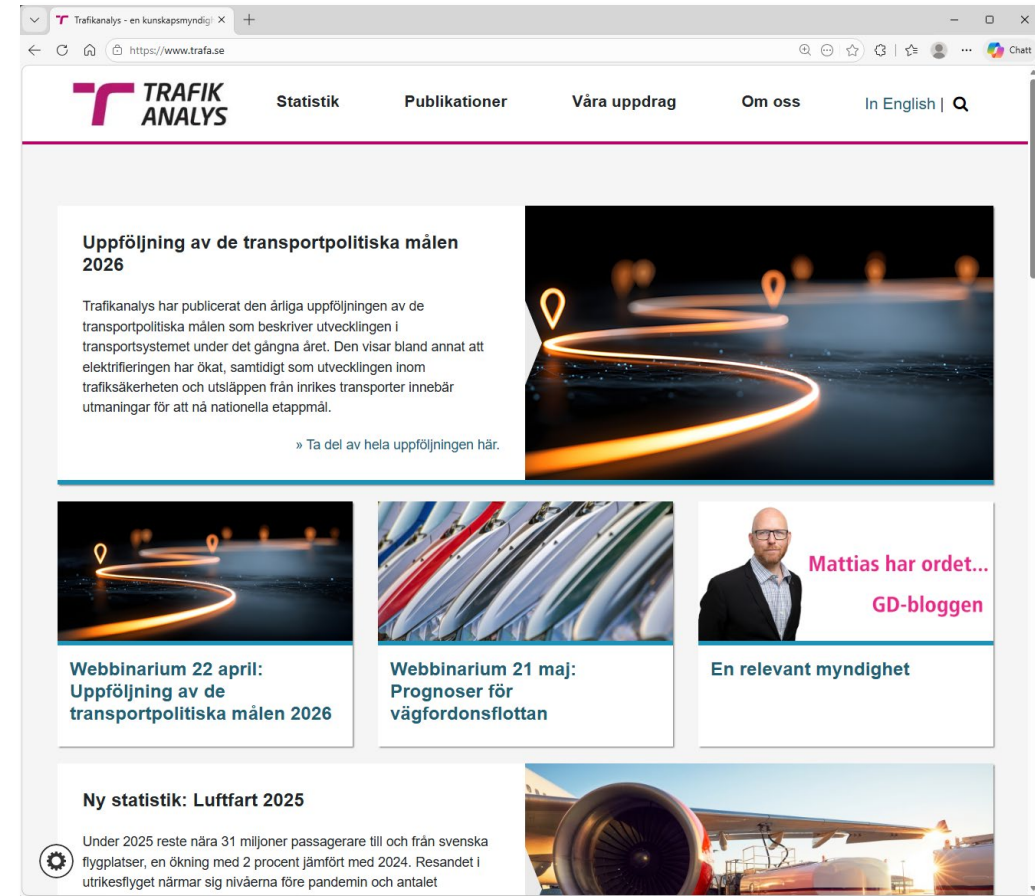 Trafikanalys - en kunskapsmyndigh
https://www.trafa.se
Chatt
TRAFIK
ANALYS
Statistik
Publikationer
Våra uppdrag
Om oss
In English |
Uppföljning av de transportpolitiska målen
2026
Trafikanalys har publicerat den årliga uppföljningen av de
transportpolitiska målen som beskriver utvecklingen i
transportsystemet under det gångna året. Den visar bland annat att
elektrifieringen har ökat, samtidigt som utvecklingen inom
trafiksäkerheten och utsläppen från inrikes transporter innebär
utmaningar för att nå nationella etappmål.
» Ta del av hela uppföljningen här.
Webbinarium 22 april:
Uppföljning av de
transportpolitiska målen 2026
Webbinarium 21 maj:
Prognoser för
vägfordonsflottan
Mattias har ordet...
GD-bloggen
En relevant myndighet
Ny statistik: Luftfart 2025
Under 2025 reste nära 31 miljoner passagerare till och från svenska
flygplatser, en ökning med 2 procent jämfört med 2024. Resandet i
utrikesflyget närmar sig nivåerna före pandemin och antalet